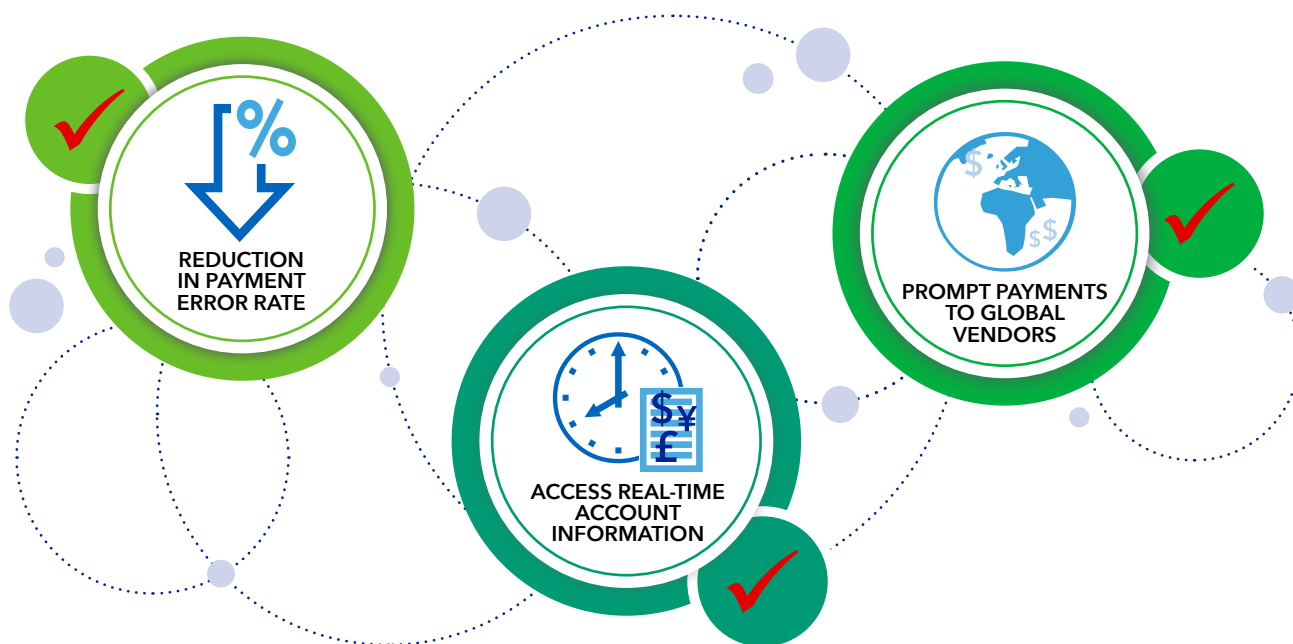 %
REDUCTION
IN PAYMENT
ERROR RATE
$
¥
£
ACCESS REAL-TIME
ACCOUNT
INFORMATION
$
$
$
PROMPT PAYMENTS
TO GLOBAL
VENDORS